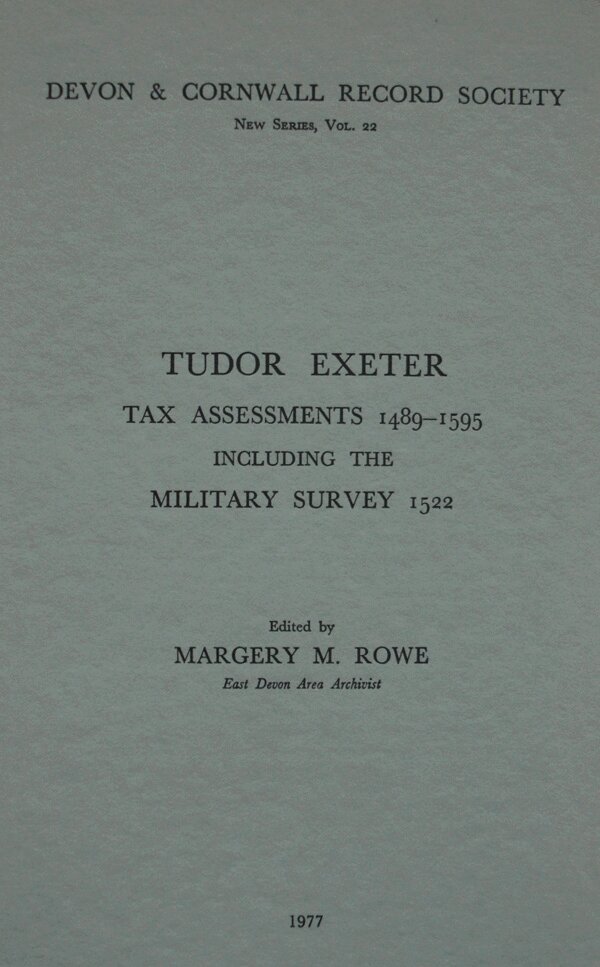 DEVON & CORNWALL RECORD SOCIETY
NEW SERIES, VOL. 22
TUDOR EXETER
TAX ASSESSMENTS 1489–1595
INCLUDING THE
MILITARY SURVEY 1522
Edited by
MARGERY M. ROWE
East Devon Area Archivist
1977